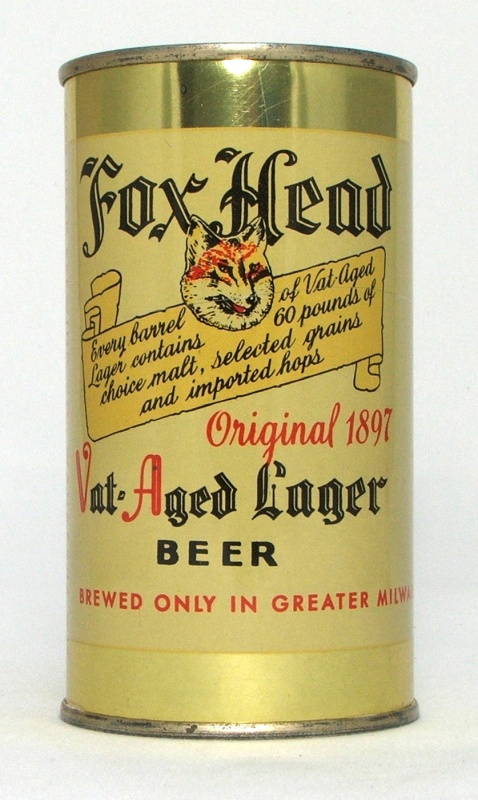 Fox Head
Every barrel of Vat-Aged
Lager contains 60 pounds of
choice malt, selected grains
and imported hops
Original 1897
Vat-Aged Lager
BEER
BREWED ONLY IN GREATER